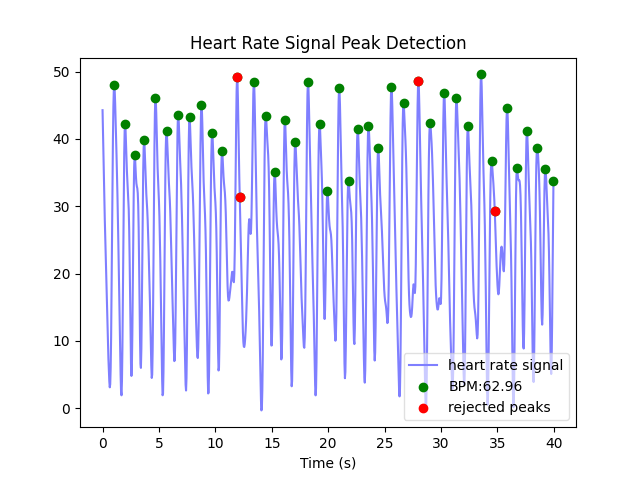 Heart Rate Signal Peak Detection
50
40
30
20
10
0
heart rate signal
BPM:62.96
rejected peaks
0 5 10 15 20 25 30 35 40
Time (s)